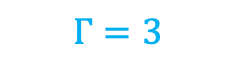 Γ = 3